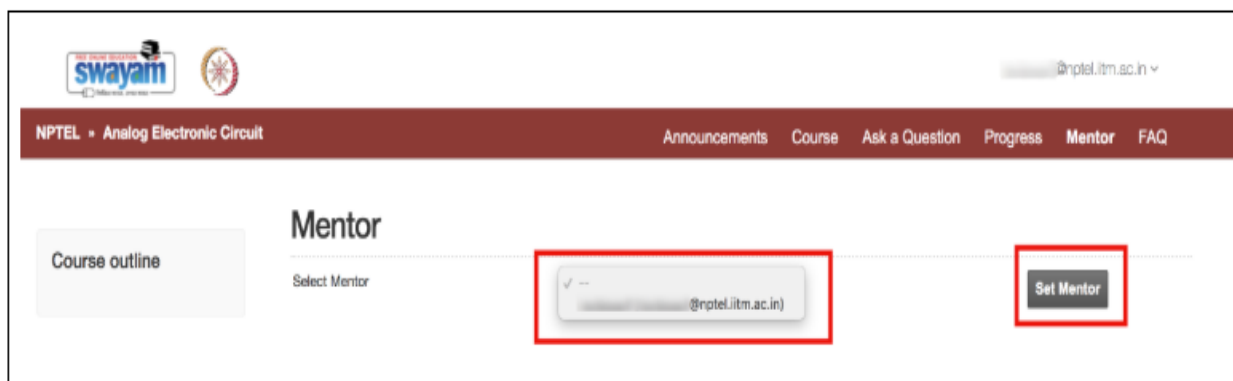 swayam
@nptel.iitm.ac.in
NPTEL » Analog Electronic Circuit
Announcements Course Ask a Question Progress Mentor FAQ
Mentor
Course outline
Select Mentor
--
@nptel.iitm.ac.in)
Set Mentor